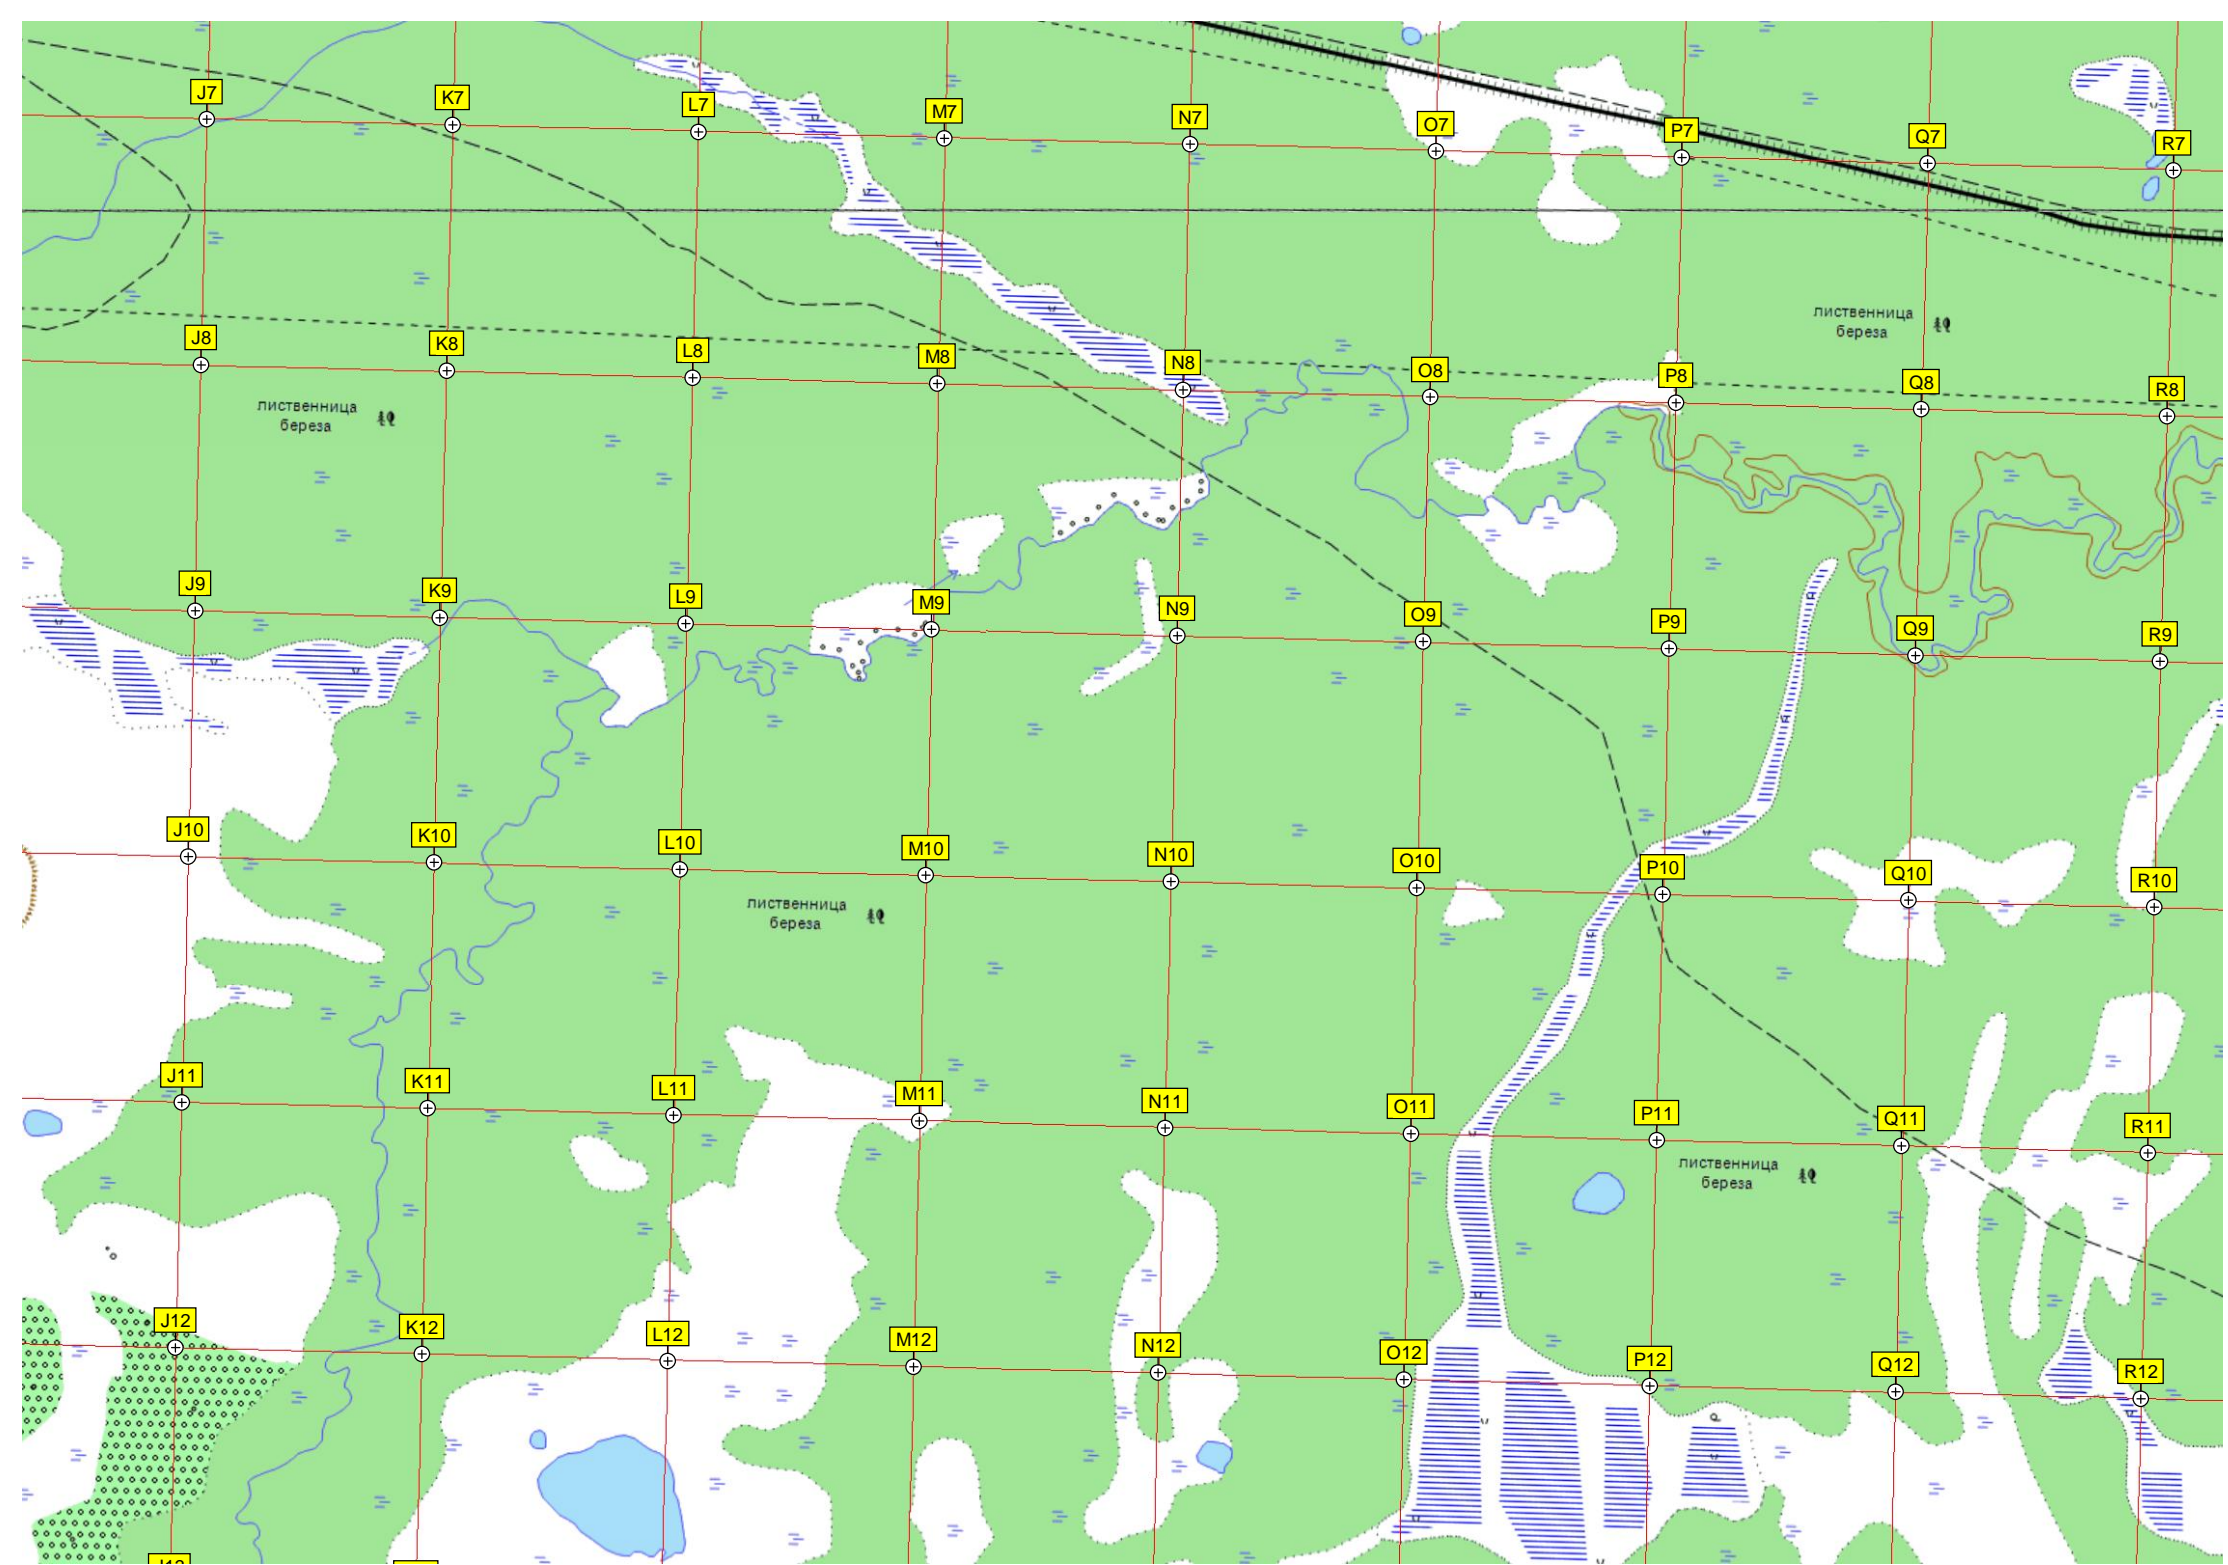 J7 K7 L7 M7 N7 O7 P7 Q7 R7
лиственница
береза
J8 K8 L8 M8 N8 O8 P8 Q8 R8
лиственница
береза
J9 K9 L9 M9 N9 O9 P9 Q9 R9
J10 K10 L10 M10 N10 O10 P10 Q10 R10
лиственница
береза
J11 K11 L11 M11 N11 O11 P11 Q11 R11
лиственница
береза
J12 K12 L12 M12 N12 O12 P12 Q12 R12